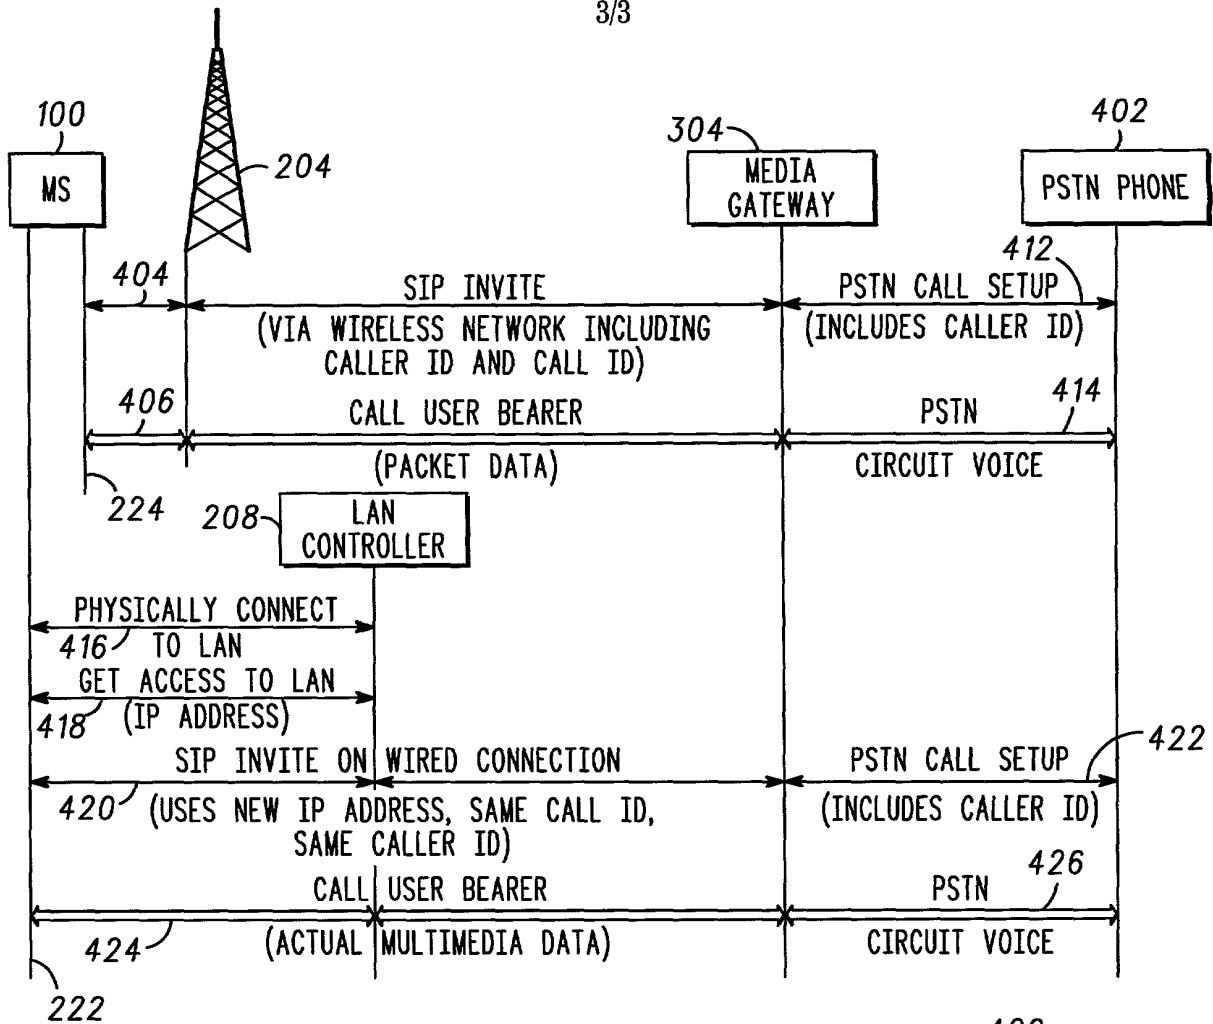 3/3
100
MS
204
304
MEDIA
GATEWAY
402
PSTN PHONE
404
SIP INVITE
(VIA WIRELESS NETWORK INCLUDING
CALLER ID AND CALL ID)
412
PSTN CALL SETUP
(INCLUDES CALLER ID)
406
CALL USER BEARER
(PACKET DATA)
PSTN
414
CIRCUIT VOICE
224
208
LAN
CONTROLLER
PHYSICALLY CONNECT
416
TO LAN
GET ACCESS TO LAN
418
(IP ADDRESS)
SIP INVITE ON WIRED CONNECTION
420
(USES NEW IP ADDRESS, SAME CALL ID,
SAME CALLER ID)
PSTN CALL SETUP
422
(INCLUDES CALLER ID)
CALL USER BEARER
424
(ACTUAL MULTIMEDIA DATA)
PSTN
426
CIRCUIT VOICE
222